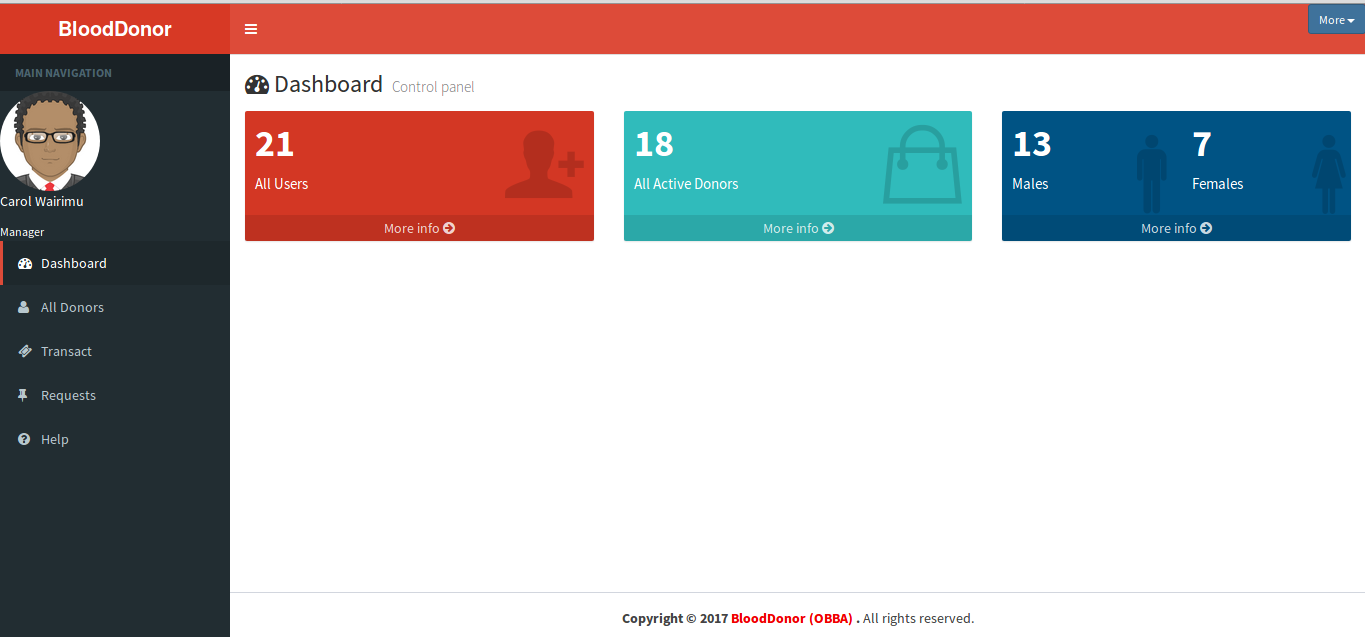 BloodDonor
More
MAIN NAVIGATION
Carol Wairimu
Manager
Dashboard
All Donors
Transact
Requests
Help
Dashboard Control panel
21
All Users
More info
18
All Active Donors
More info
13
Males
7
Females
More info
Copyright © 2017 BloodDonor (OBBA) . All rights reserved.